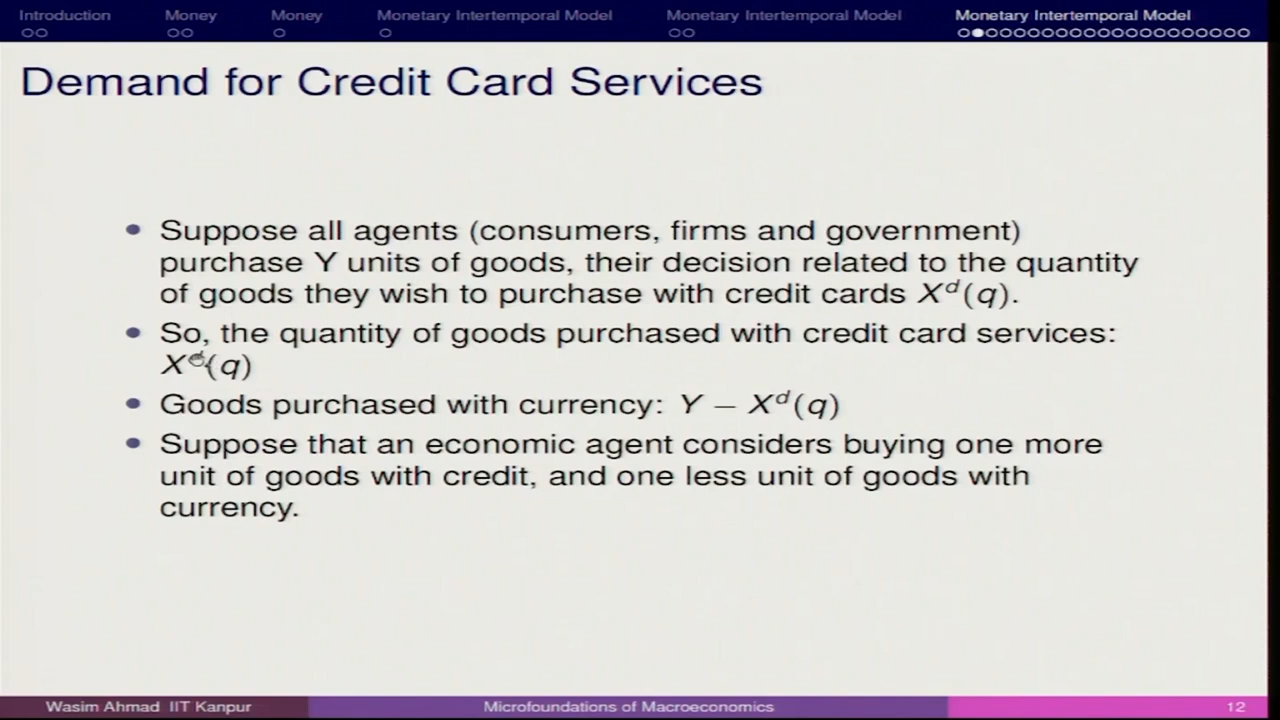 Introduction Money Money Monetary Intertemporal Model Monetary Intertemporal Model Monetary Intertemporal Model
Demand for Credit Card Services
Suppose all agents (consumers, firms and government)
purchase Y units of goods, their decision related to the quantity
of goods they wish to purchase with credit cards X^d(q).
So, the quantity of goods purchased with credit card services:
X^d(q)
Goods purchased with currency: Y − X^d(q)
Suppose that an economic agent considers buying one more
unit of goods with credit, and one less unit of goods with
currency.
Wasim Ahmad IIT Kanpur Microfoundations of Macroeconomics 12